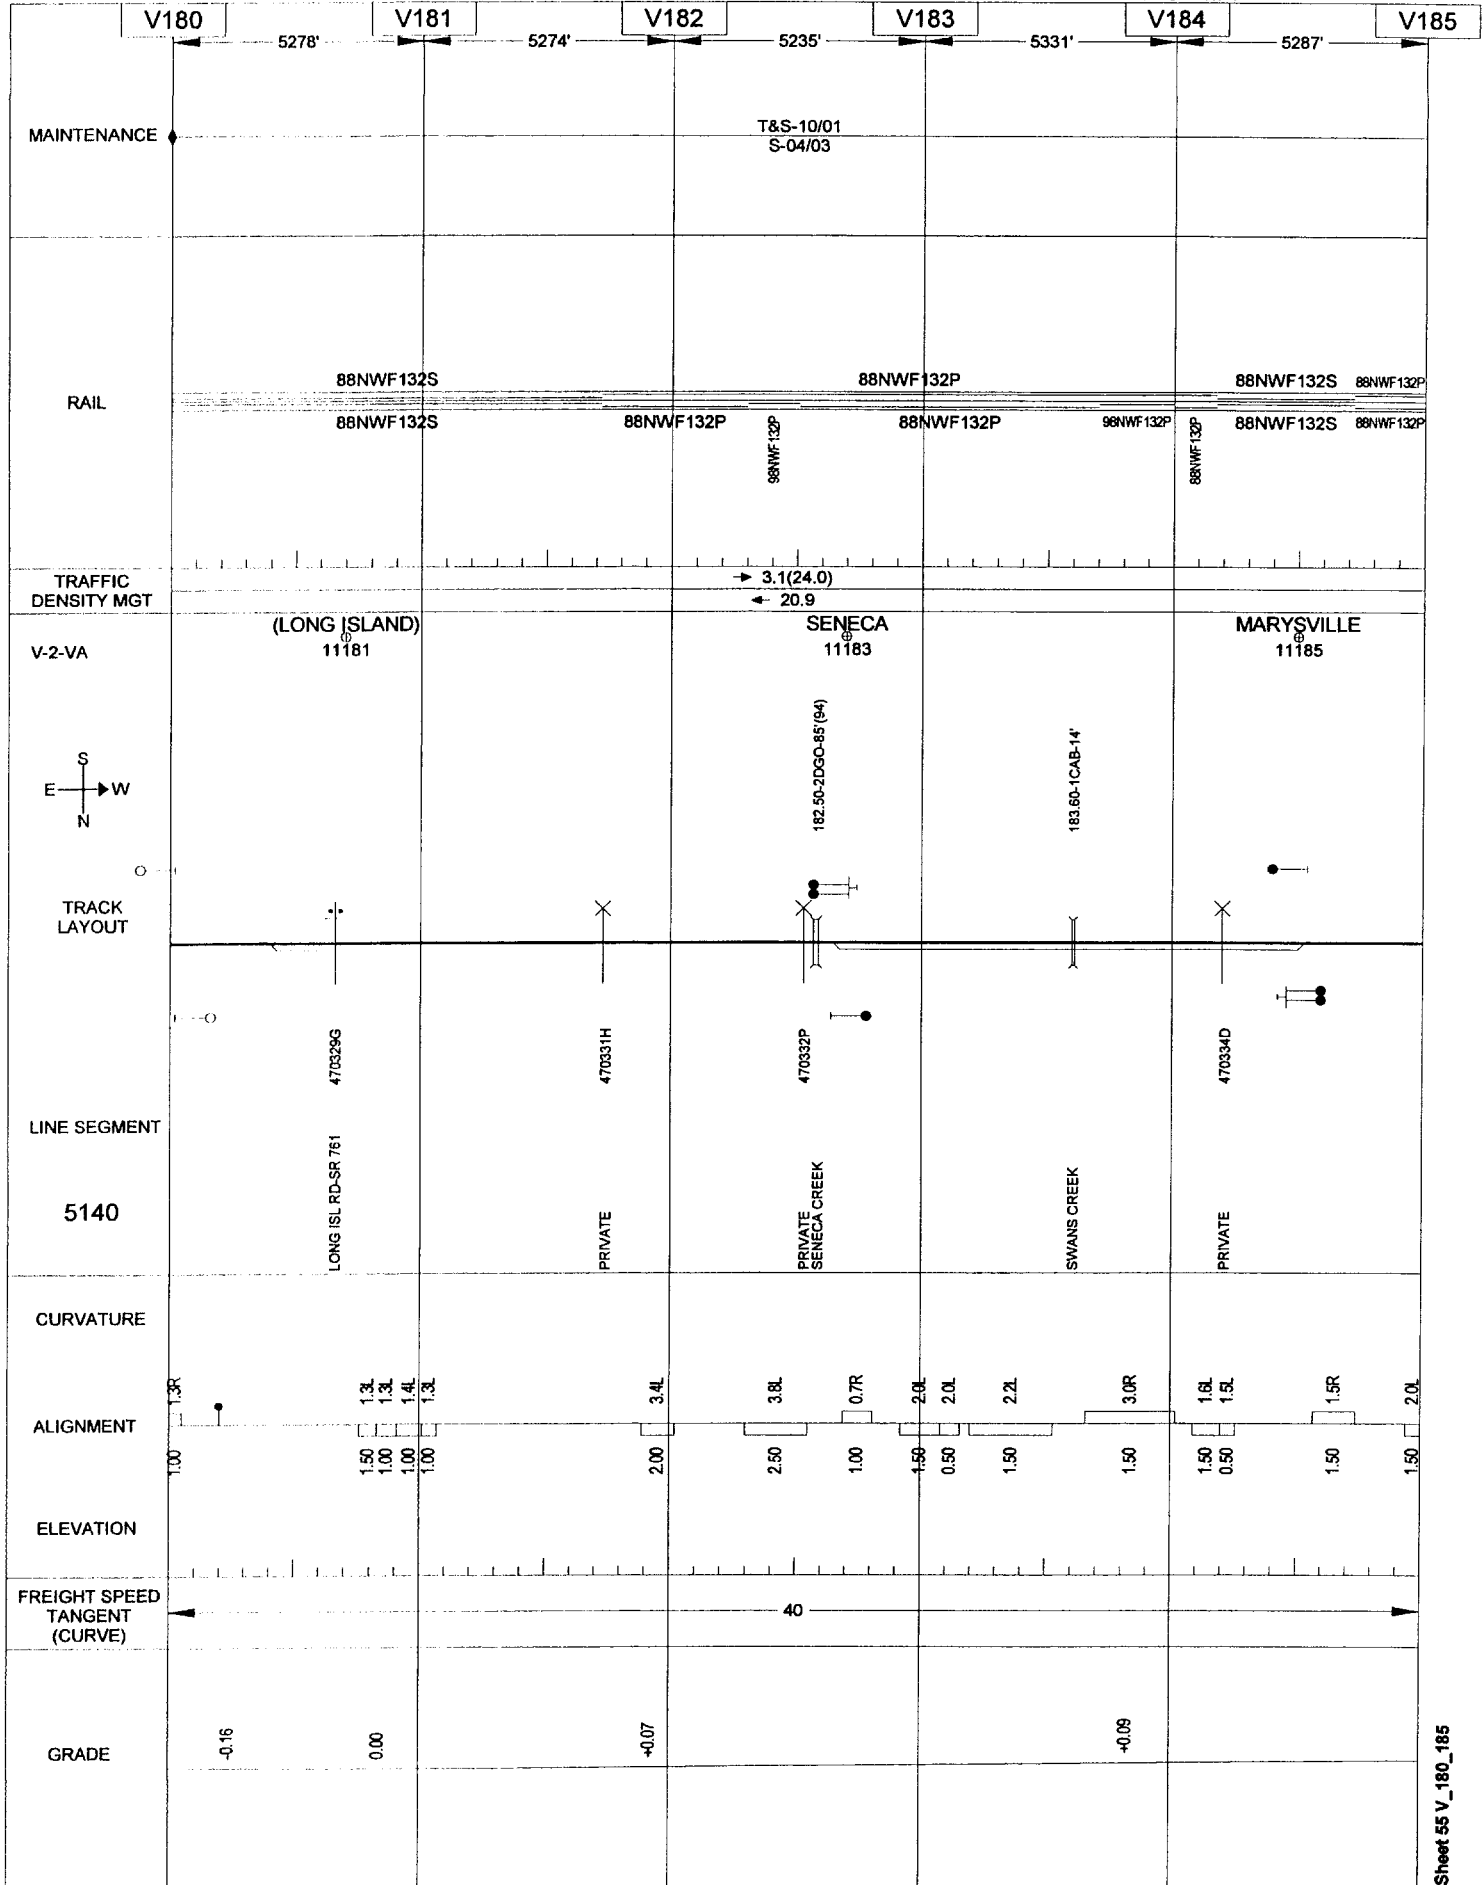 V180 V181 V182 V183 V184 V185
5278' 5274' 5235' 5331' 5287'
MAINTENANCE
T&S-10/01
S-04/03
RAIL
88NWF132S 88NWF132P 88NWF132S 88NWF132P
88NWF132S 88NWF132P 98NWF132P 88NWF132P 98NWF132P 88NWF132P 88NWF132S 88NWF132P
TRAFFIC
DENSITY MGT
3.1(24.0)
20.9
V-2-VA
(LONG ISLAND) SENECA MARYSVILLE
11181 11183 11185
182.50-2DGO-85'(94)
183.60-1CAB-14'
S
E W
N
TRACK
LAYOUT
470329G 470331H 470332P 470334D
LINE SEGMENT
5140
LONG ISL RD-SR 761
PRIVATE
PRIVATE
SENECA CREEK
SWANS CREEK
PRIVATE
CURVATURE
1.3R 1.3L 1.3L 1.4L 1.3L 3.4L 3.8L 0.7R 2.0L 2.0L 2.2L 3.0R 1.6L 1.5L 1.5R 2.0L
ALIGNMENT
1.00 1.50 1.00 1.00 1.00 2.00 2.50 1.00 1.50 0.50 1.50 1.50 1.50 0.50 1.50 1.50
ELEVATION
FREIGHT SPEED
TANGENT
(CURVE)
40
GRADE
-0.16 0.00 +0.07 +0.09
Sheet 55 V_180_185